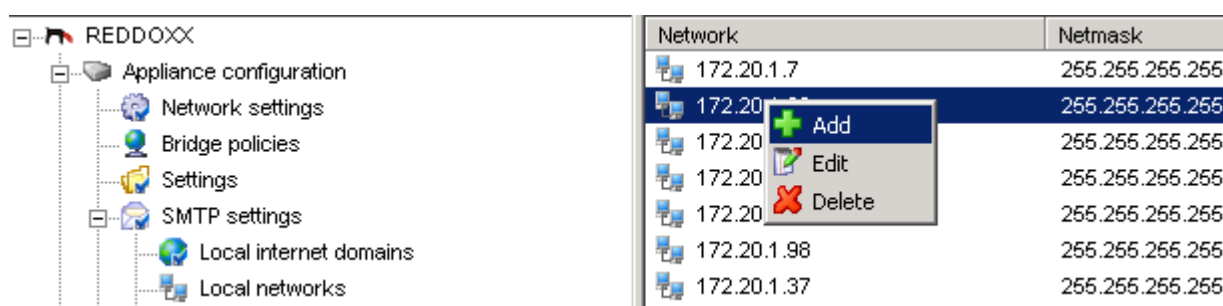 REDDOXX
Appliance configuration
Network settings
Bridge policies
Settings
SMTP settings
Local internet domains
Local networks
Network Netmask
172.20.1.7 255.255.255.255
172.20 255.255.255.255
172.20 255.255.255.255
172.20 255.255.255.255
172.20 255.255.255.255
172.20.1.98 255.255.255.255
172.20.1.37 255.255.255.255
Add
Edit
Delete